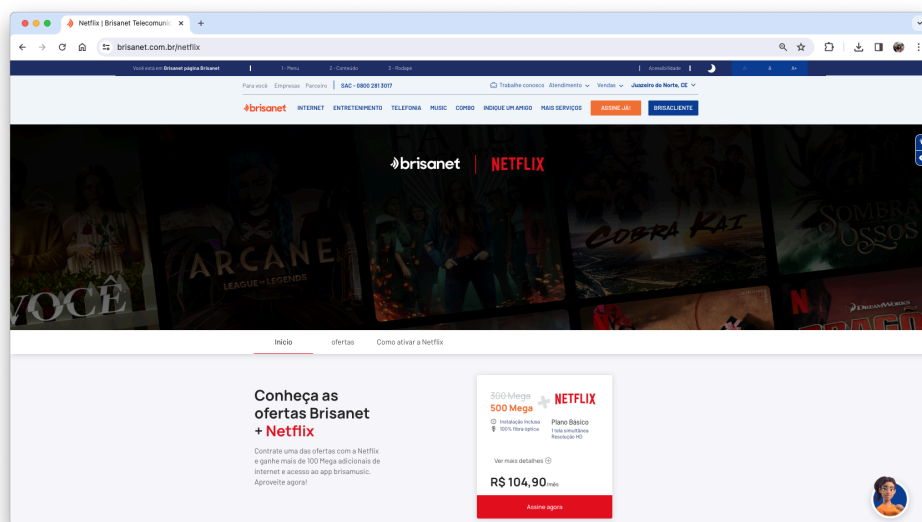 Netflix | Brisanet Telecomunic
brisanet.com.br/netflix
Você está em: Brisanet página Brisanet
1 - Menu
2 - Conteúdo
3 - Rodapé
Acessibilidade
A
A+
Para você Empresas Parceiro SAC - 0800 281 3017
Trabalhe conosco Atendimento Vendas Juazeiro do Norte, CE
brisanet INTERNET ENTRETENIMENTO TELEFONIA MUSIC COMBO INDIQUE UM AMIGO MAIS SERVIÇOS ASSINE JÁ! BRISACLIENTE
brisanet NETFLIX
VOCÊ
ARCANE
LEAGUE OF LEGENDS
COBRA KAI
SOMBRA
OSSOS
DREAMWORKS
Início ofertas Como ativar a Netflix
Conheça as
ofertas Brisanet
+ Netflix
Contrate uma das ofertas com a Netflix
e ganhe mais de 100 Mega adicionais de
internet e acesso ao app brisamusic.
Aproveite agora!
300 Mega
500 Mega
NETFLIX
Instalação Inclusa
100% fibra óptica
Plano Básico
1 tela simultânea
Resolução HD
Ver mais detalhes
R$ 104,90/mês
Assine agora